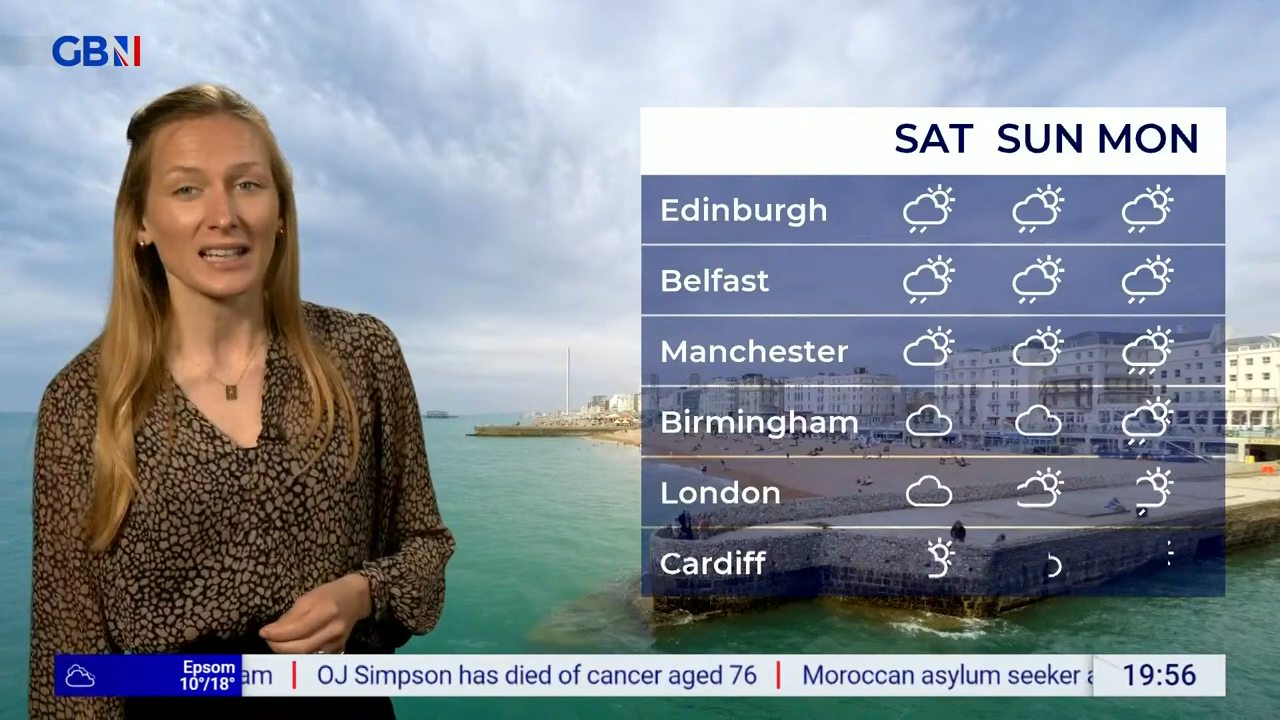 GBN
SAT SUN MON
Edinburgh
Belfast
Manchester
Birmingham
London
Cardiff
Epsom
10°/18°
am | OJ Simpson has died of cancer aged 76 | Moroccan asylum seeker
19:56